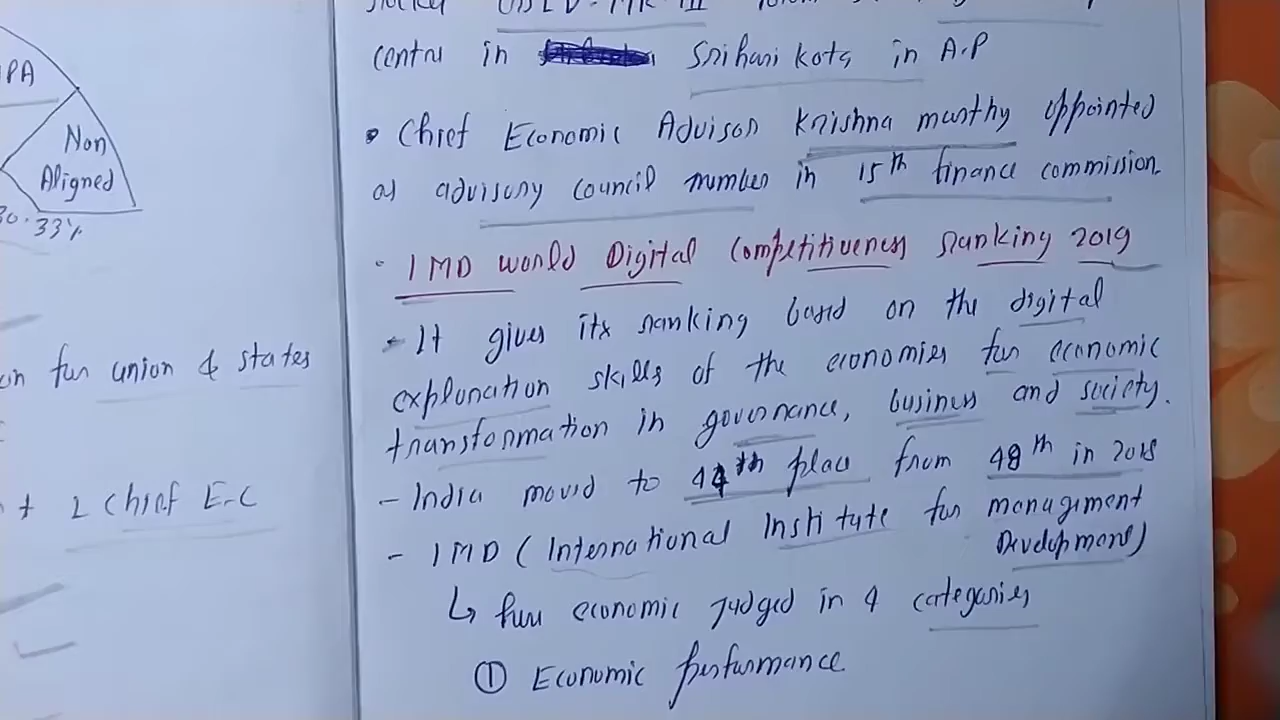 PA
Non
Aligned
30.33%
on for union & states
+ 2 Chief E-C
centre in Sriharikota in A.P
• Chief Economic Advisor Krishna murthy appointed
as advisory council member in 15th finance commission.
• IMD world Digital Competitiveness ranking 2019
- It gives its ranking based on the digital
exploration skills of the economies for economic
transformation in governance, business and society.
- India moved to 44th place from 48th in 2018
- IMD (International Institute for management
Development)
↳ here economic judged in 4 categories
① Economic performance